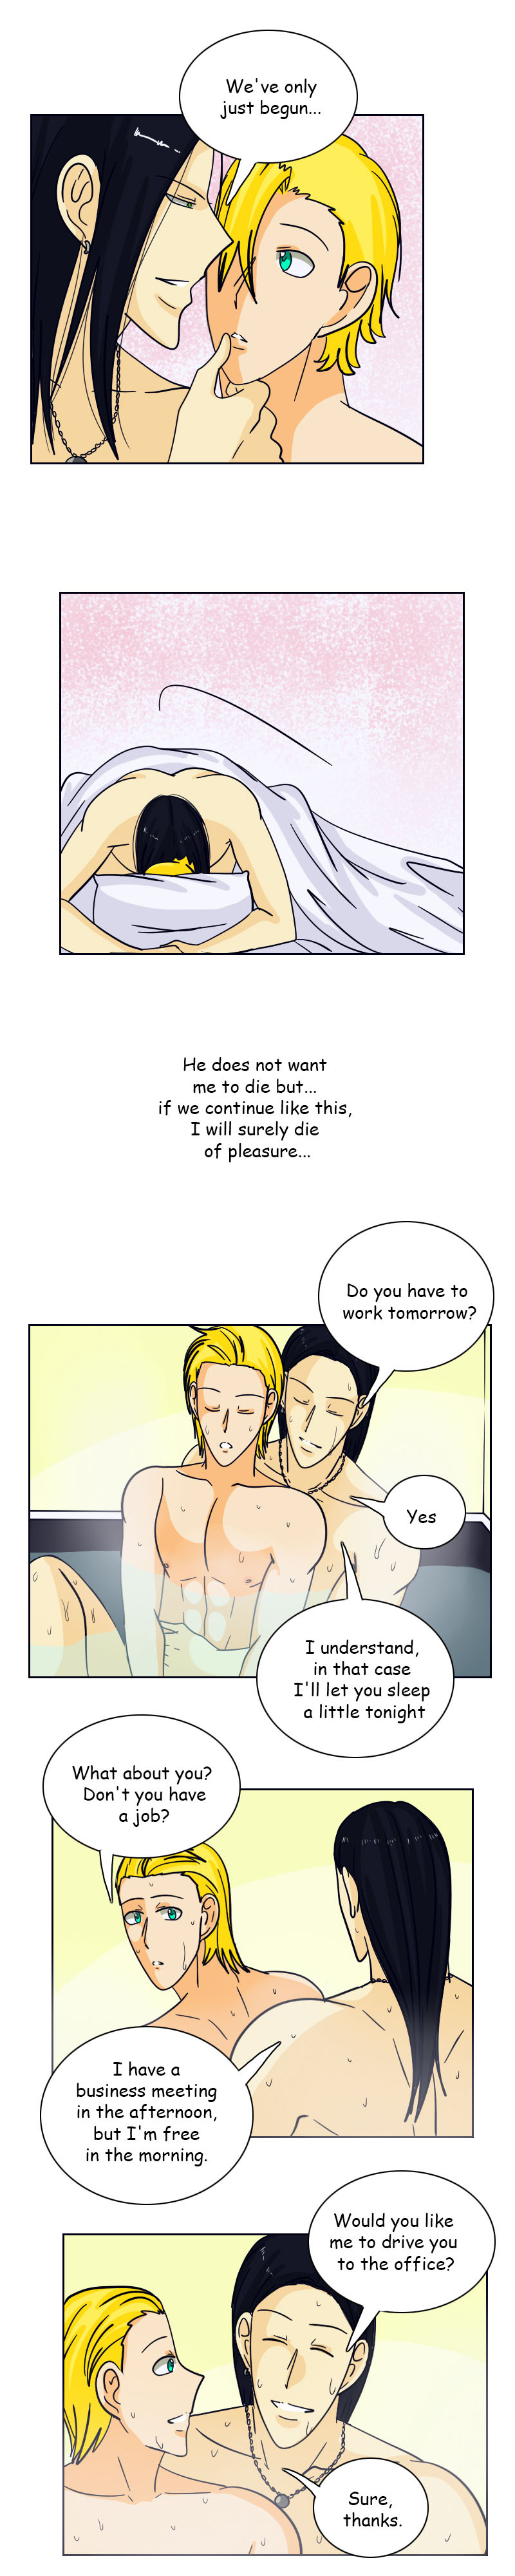 We've only
just begun...
He does not want
me to die but...
if we continue like this,
I will surely die
of pleasure...
Do you have to
work tomorrow?
Yes
I understand,
in that case
I'll let you sleep
a little tonight
What about you?
Don't you have
a job?
I have a
business meeting
in the afternoon,
but I'm free
in the morning.
Would you like
me to drive you
to the office?
Sure,
thanks.